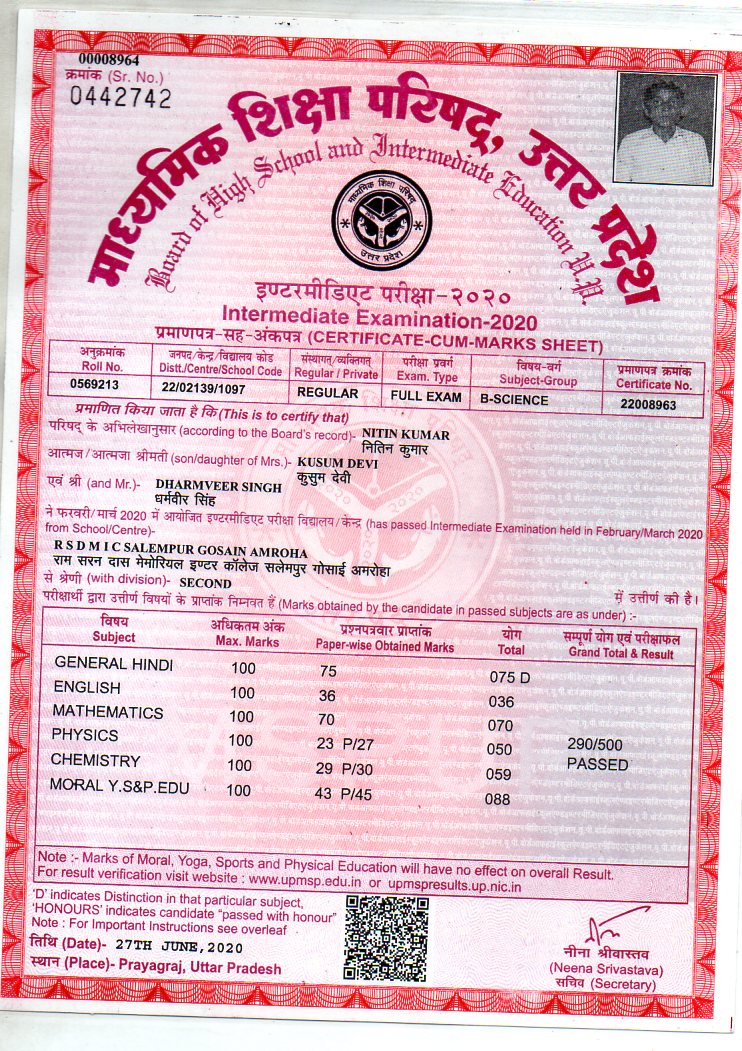 00008964
क्रमांक (Sr. No.)
0442742
माध्यमिक शिक्षा परिषद्, उत्तर प्रदेश
Board of High School and Intermediate Education U.P.
माध्यमिक शिक्षा परिषद
उत्तर प्रदेश
इण्टरमीडिएट परीक्षा-२०२०
Intermediate Examination-2020
प्रमाणपत्र-सह-अंकपत्र (CERTIFICATE-CUM-MARKS SHEET)
अनुक्रमांक जनपद/केन्द्र/विद्यालय कोड संस्थागत/व्यक्तिगत परीक्षा प्रवर्ग विषय-वर्ग प्रमाणपत्र क्रमांक
Roll No. Distt./Centre/School Code Regular / Private Exam. Type Subject-Group Certificate No.
0569213 22/02139/1097 REGULAR FULL EXAM B-SCIENCE 22008963
प्रमाणित किया जाता है कि (This is to certify that)
परिषद् के अभिलेखानुसार (according to the Board's record)- NITIN KUMAR
नितिन कुमार
आत्मज/आत्मजा श्रीमती (son/daughter of Mrs.)- KUSUM DEVI
कुसुम देवी
एवं श्री (and Mr.)- DHARMVEER SINGH
धर्मवीर सिंह
ने फरवरी/मार्च 2020 में आयोजित इण्टरमीडिएट परीक्षा विद्यालय/केन्द्र (has passed Intermediate Examination held in February/March 2020
from School/Centre)-
R S D M I C SALEMPUR GOSAIN AMROHA
राम सरन दास मेमोरियल इण्टर कॉलेज सलेमपुर गोसाई अमरोहा
से श्रेणी (with division)- SECOND में उत्तीर्ण की है।
परीक्षार्थी द्वारा उत्तीर्ण विषयों के प्राप्तांक निम्नवत हैं (Marks obtained by the candidate in passed subjects are as under) :-
विषय अधिकतम अंक प्रश्नपत्रवार प्राप्तांक योग सम्पूर्ण योग एवं परीक्षाफल
Subject Max. Marks Paper-wise Obtained Marks Total Grand Total & Result
GENERAL HINDI 100 75 075 D
ENGLISH 100 36 036
MATHEMATICS 100 70 070
PHYSICS 100 23 P/27 050 290/500
CHEMISTRY 100 29 P/30 059 PASSED
MORAL Y.S&P.EDU 100 43 P/45 088
Note :- Marks of Moral, Yoga, Sports and Physical Education will have no effect on overall Result.
For result verification visit website : www.upmsp.edu.in or upmspresults.up.nic.in
'D' indicates Distinction in that particular subject,
'HONOURS' indicates candidate "passed with honour"
Note : For Important Instructions see overleaf
तिथि (Date)- 27TH JUNE,2020
स्थान (Place)- Prayagraj, Uttar Pradesh
नीना श्रीवास्तव
(Neena Srivastava)
सचिव (Secretary)